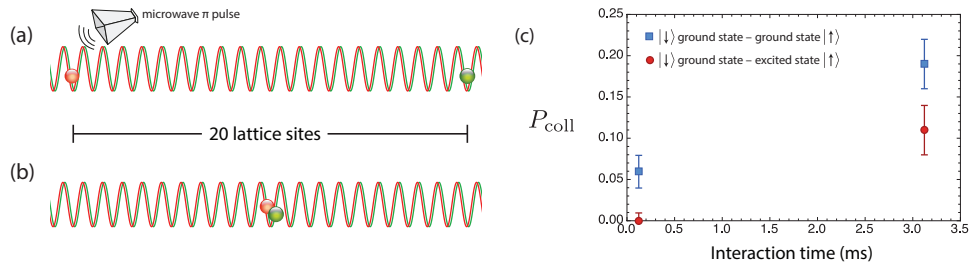 microwave π pulse
(a)
20 lattice sites
(b)
(c)
|↓⟩ ground state – ground state |↑⟩
|↓⟩ ground state – excited state |↑⟩
P_coll
0.25
0.20
0.15
0.10
0.05
0.00
0.0 0.5 1.0 1.5 2.0 2.5 3.0 3.5
Interaction time (ms)